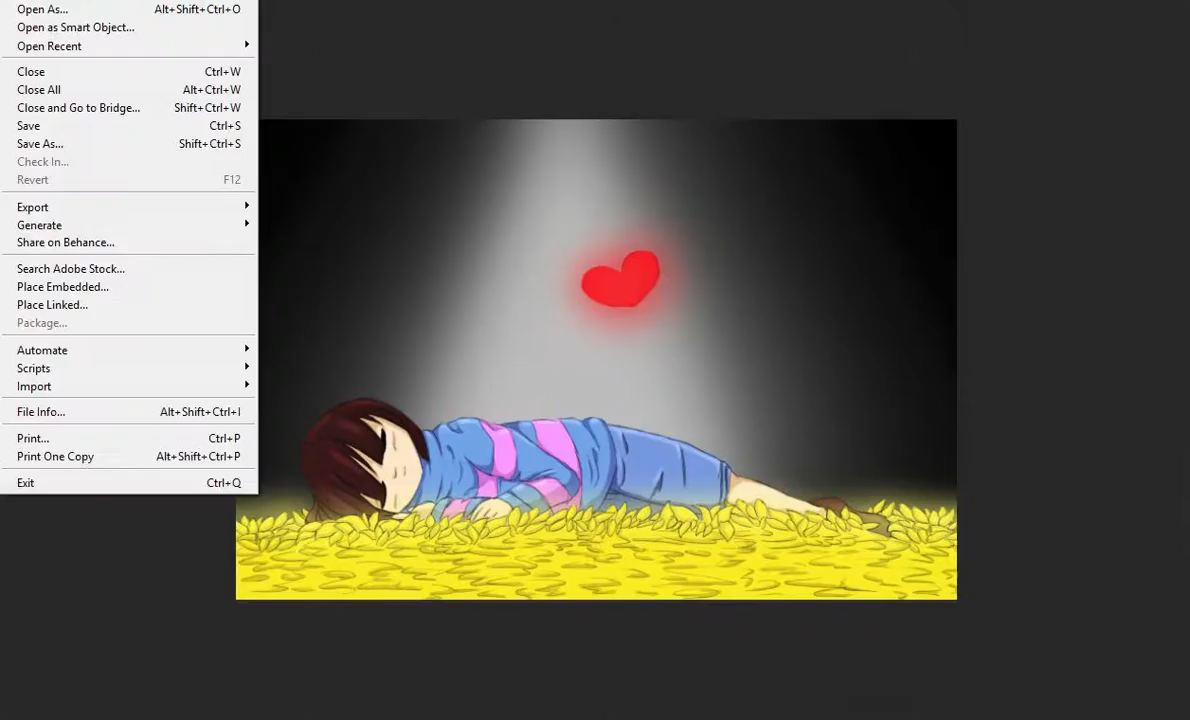 Open As... Alt+Shift+Ctrl+O
Open as Smart Object...
Open Recent
Close Ctrl+W
Close All Alt+Ctrl+W
Close and Go to Bridge... Shift+Ctrl+W
Save Ctrl+S
Save As... Shift+Ctrl+S
Check In...
Revert F12
Export
Generate
Share on Behance...
Search Adobe Stock...
Place Embedded...
Place Linked...
Package...
Automate
Scripts
Import
File Info... Alt+Shift+Ctrl+I
Print... Ctrl+P
Print One Copy Alt+Shift+Ctrl+P
Exit Ctrl+Q